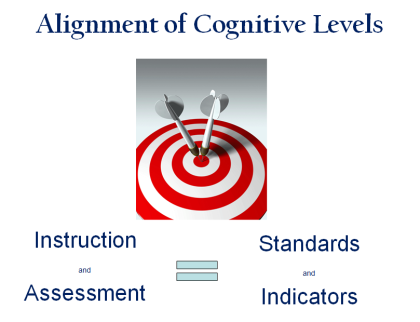 Alignment of Cognitive Levels
Instruction
and
Assessment
Standards
and
Indicators